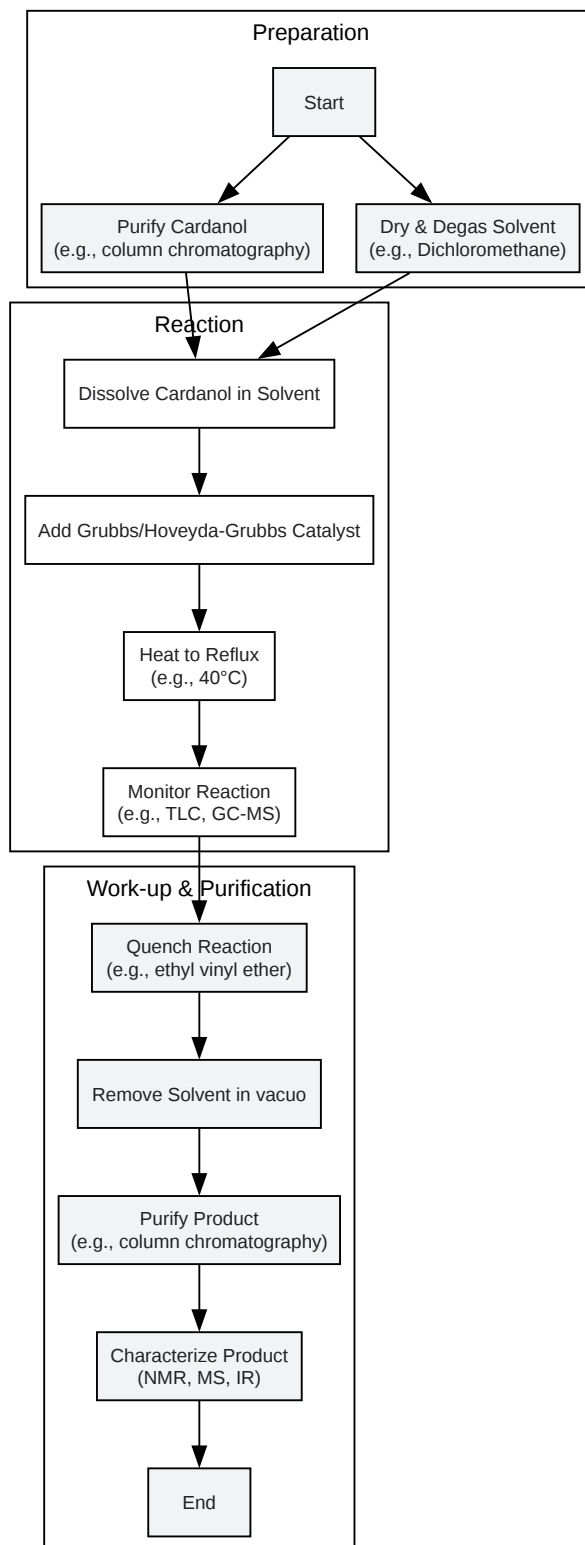 Preparation
Start
Purify Cardanol
(e.g., column chromatography)
Dry & Degas Solvent
(e.g., Dichloromethane)
Reaction
Dissolve Cardanol in Solvent
Add Grubbs/Hoveyda-Grubbs Catalyst
Heat to Reflux
(e.g., 40°C)
Monitor Reaction
(e.g., TLC, GC-MS)
Work-up & Purification
Quench Reaction
(e.g., ethyl vinyl ether)
Remove Solvent in vacuo
Purify Product
(e.g., column chromatography)
Characterize Product
(NMR, MS, IR)
End